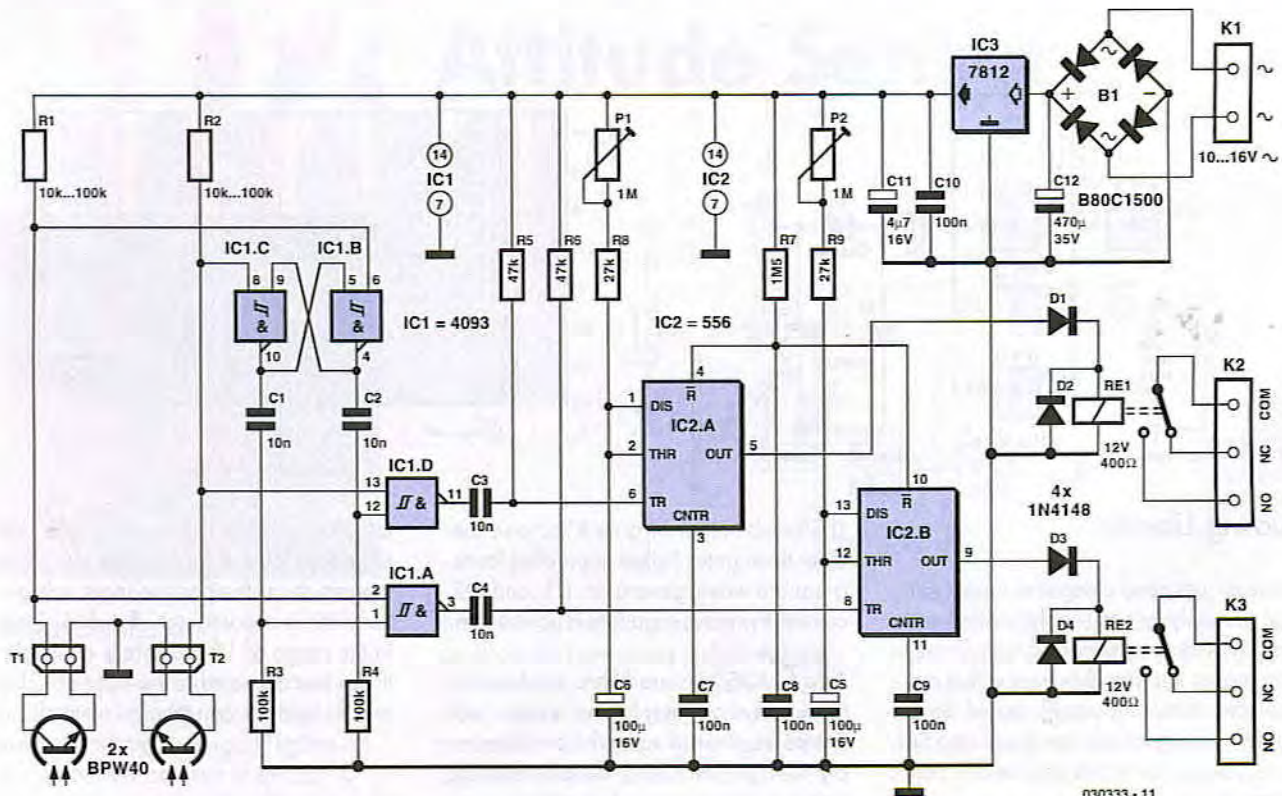 IC3
7812
K1
B1
10...16V ~
B80C1500
R1
10k...100k
R2
10k...100k
14
IC1
7
P1
1M
14
IC2
7
P2
1M
C11
4µ7
16V
C10
100n
C12
470µ
35V
IC1.C
IC1.B
8
9
5
6
&
&
10
4
IC1 = 4093
R5
47k
R6
47k
R8
27k
IC2 = 556
R7
1M5
R9
27k
C1
10n
C2
10n
D1
D2
RE1
12V
400Ω
K2
COM
NC
NO
4x
1N4148
4
R
1
DIS
IC2.A
2
THR
OUT
5
6
TR
CNTR
3
IC1.D
13
12
&
11
C3
10n
IC1.A
2
1
&
3
C4
10n
10
R
13
DIS
IC2.B
12
THR
OUT
9
8
TR
CNTR
11
D3
D4
RE2
12V
400Ω
K3
COM
NC
NO
T1
T2
2x
BPW40
R3
100k
R4
100k
C6
100µ
16V
C7
100n
C8
100n
C5
100µ
16V
C9
100n
030333 - 11